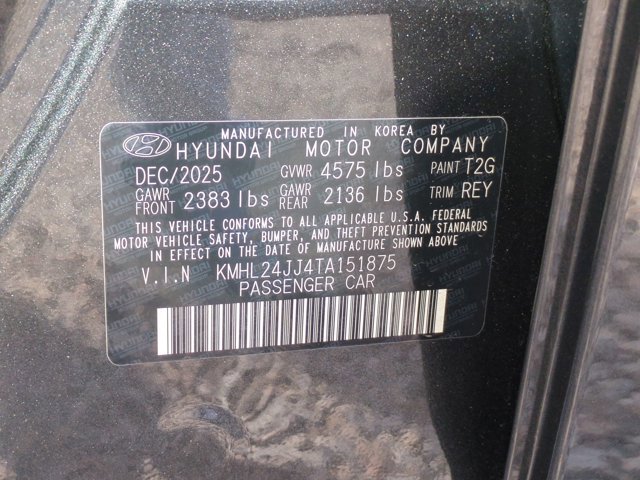 MANUFACTURED IN KOREA BY
HYUNDAI MOTOR COMPANY
DEC/2025 GVWR 4575 lbs PAINT T2G
GAWR FRONT 2383 lbs GAWR REAR 2136 lbs TRIM REY
THIS VEHICLE CONFORMS TO ALL APPLICABLE U.S.A. FEDERAL
MOTOR VEHICLE SAFETY, BUMPER, AND THEFT PREVENTION STANDARDS
IN EFFECT ON THE DATE OF MANUFACTURE SHOWN ABOVE
V.I.N KMHL24JJ4TA151875
PASSENGER CAR